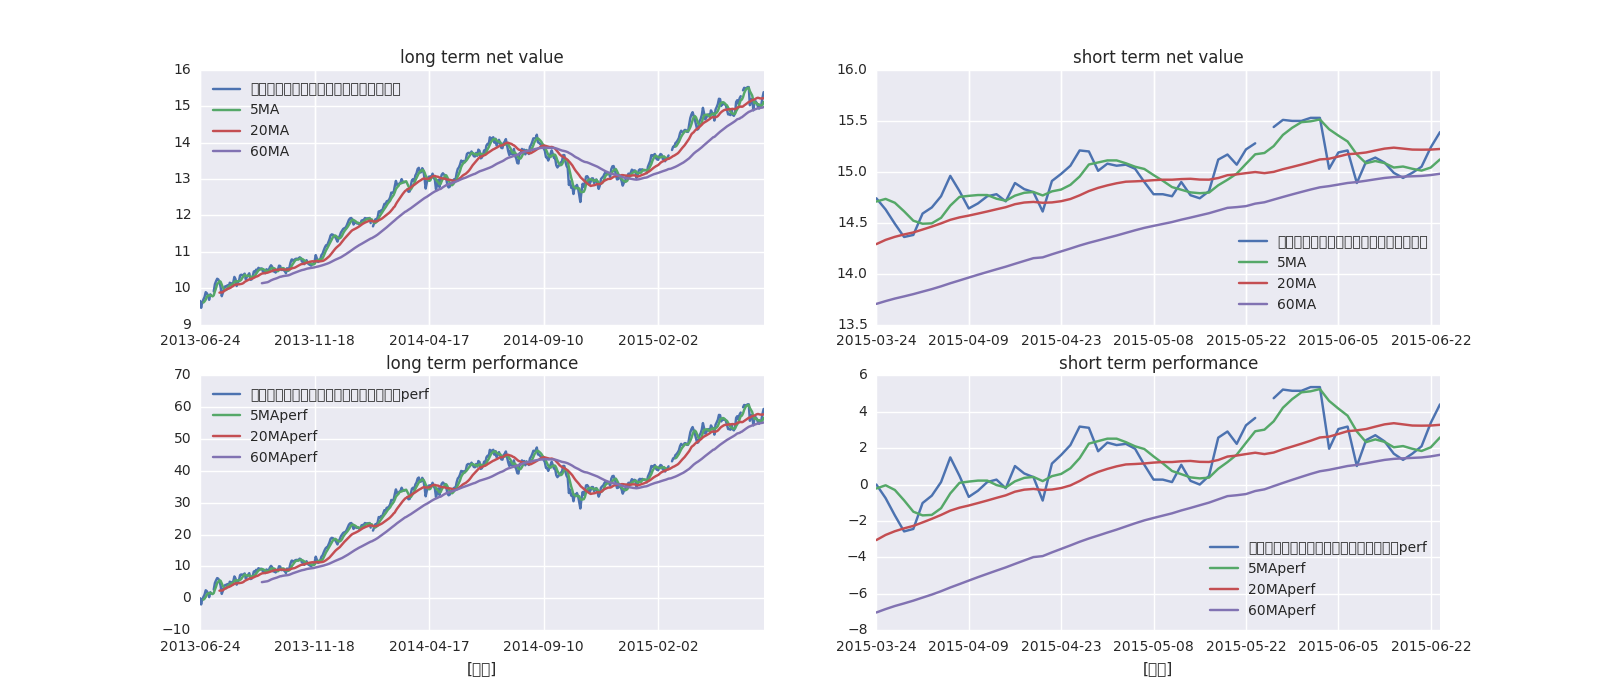 long term net value
16
15
14
13
12
11
10
9
5MA
20MA
60MA
2013-06-24 2013-11-18 2014-04-17 2014-09-10 2015-02-02
short term net value
16.0
15.5
15.0
14.5
14.0
13.5
5MA
20MA
60MA
2015-03-24 2015-04-09 2015-04-23 2015-05-08 2015-05-22 2015-06-05 2015-06-22
long term performance
70
60
50
40
30
20
10
0
−10
perf
5MAperf
20MAperf
60MAperf
2013-06-24 2013-11-18 2014-04-17 2014-09-10 2015-02-02
short term performance
6
4
2
0
−2
−4
−6
−8
perf
5MAperf
20MAperf
60MAperf
2015-03-24 2015-04-09 2015-04-23 2015-05-08 2015-05-22 2015-06-05 2015-06-22